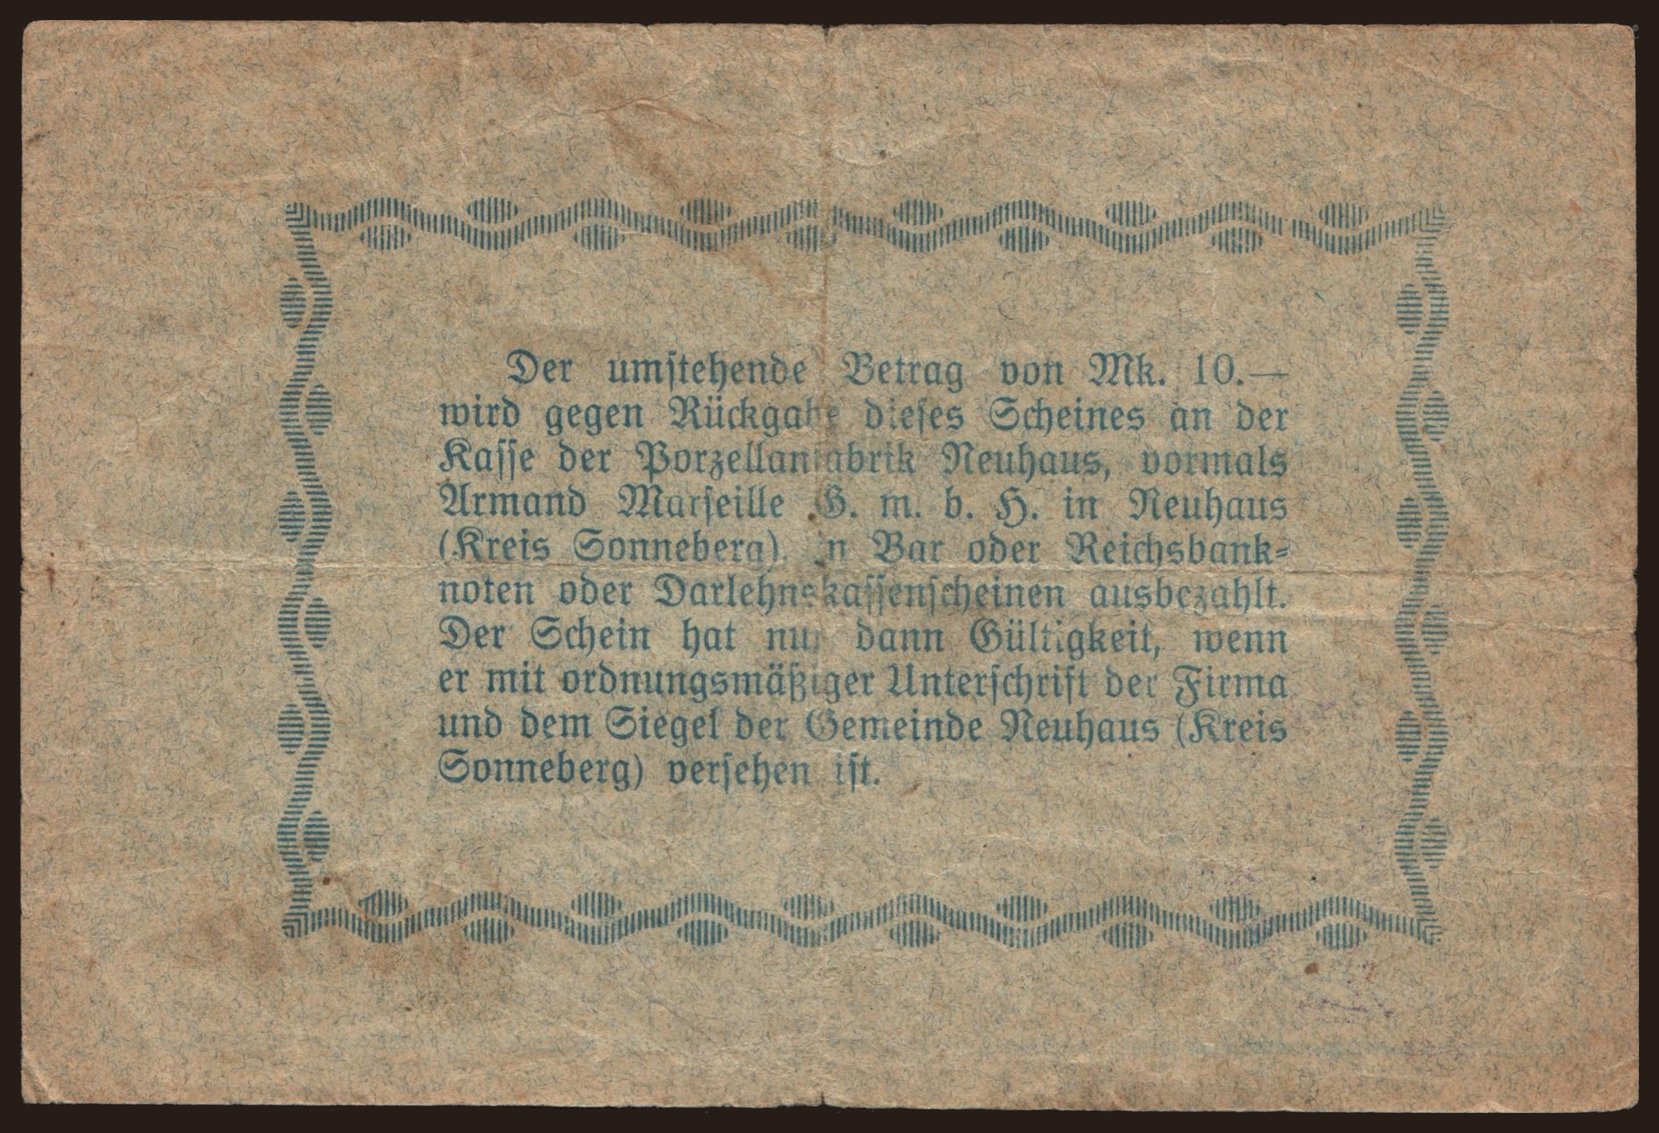 Der umstehende Betrag von Mk. 10.—
wird gegen Rückgabe dieses Scheines an der
Kasse der Porzellanfabrik Neuhaus, vormals
Armand Marseille G. m. b. H. in Neuhaus
(Kreis Sonneberg), in Bar oder Reichsbank-
noten oder Darlehnskassenscheinen ausbezahlt.
Der Schein hat nur dann Gültigkeit, wenn
er mit ordnungsmäßiger Unterschrift der Firma
und dem Siegel der Gemeinde Neuhaus (Kreis
Sonneberg) versehen ist.